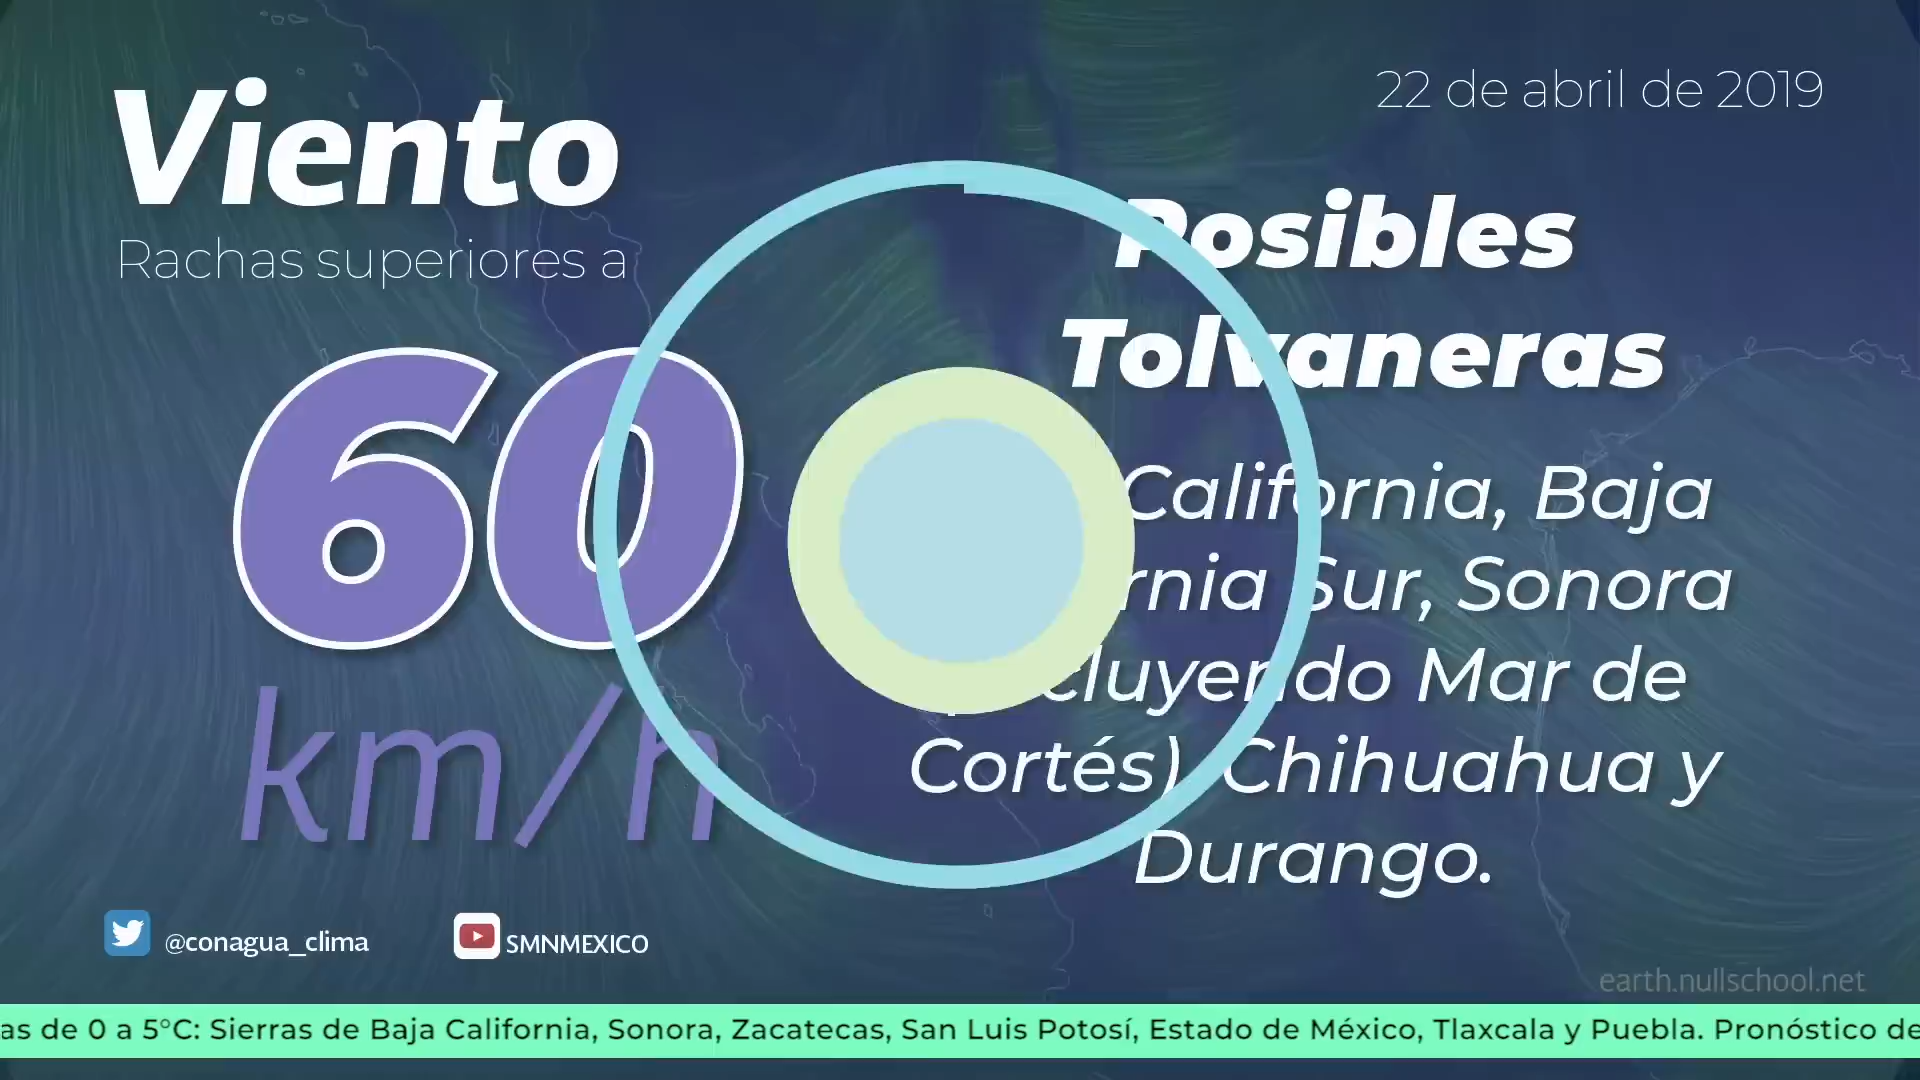 Viento
Rachas superiores a
60
km/h
22 de abril de 2019
Posibles
Tolvaneras
California, Baja
Sur, Sonora
Mar de
Cortés), Chihuahua y
Durango.
@conagua_clima
SMNMEXICO
earth.nullschool.net
as de 0 a 5°C: Sierras de Baja California, Sonora, Zacatecas, San Luis Potosí, Estado de México, Tlaxcala y Puebla. Pronóstico de